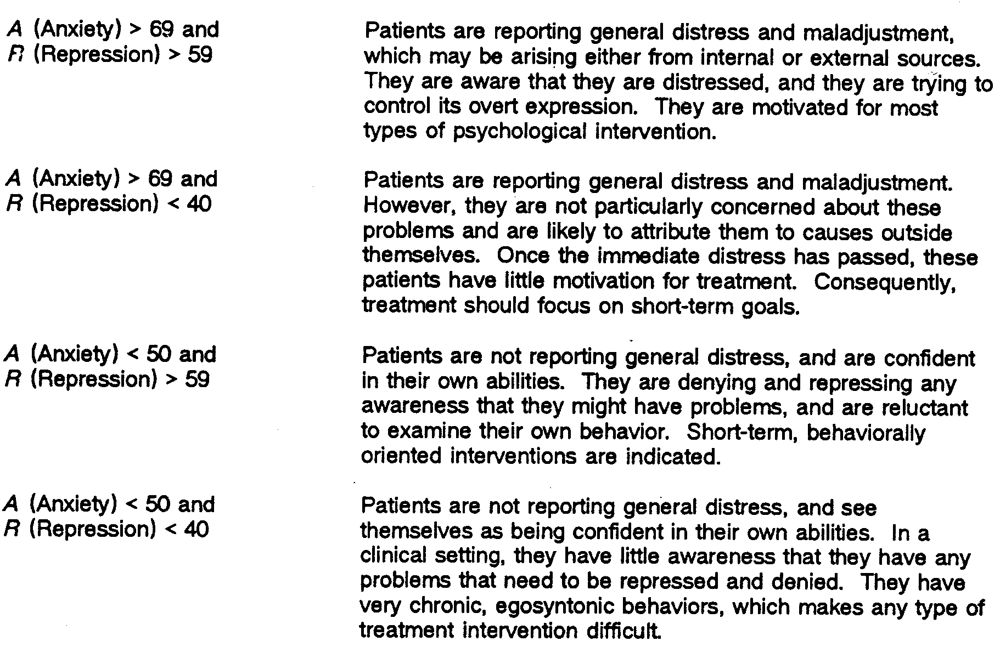 A (Anxiety) > 69 and
R (Repression) > 59
Patients are reporting general distress and maladjustment,
which may be arising either from internal or external sources.
They are aware that they are distressed, and they are trying to
control its overt expression. They are motivated for most
types of psychological intervention.
A (Anxiety) > 69 and
R (Repression) < 40
Patients are reporting general distress and maladjustment.
However, they are not particularly concerned about these
problems and are likely to attribute them to causes outside
themselves. Once the immediate distress has passed, these
patients have little motivation for treatment. Consequently,
treatment should focus on short-term goals.
A (Anxiety) < 50 and
R (Repression) > 59
Patients are not reporting general distress, and are confident
in their own abilities. They are denying and repressing any
awareness that they might have problems, and are reluctant
to examine their own behavior. Short-term, behaviorally
oriented interventions are indicated.
A (Anxiety) < 50 and
R (Repression) < 40
Patients are not reporting general distress, and see
themselves as being confident in their own abilities. In a
clinical setting, they have little awareness that they have any
problems that need to be repressed and denied. They have
very chronic, egosyntonic behaviors, which makes any type of
treatment intervention difficult.